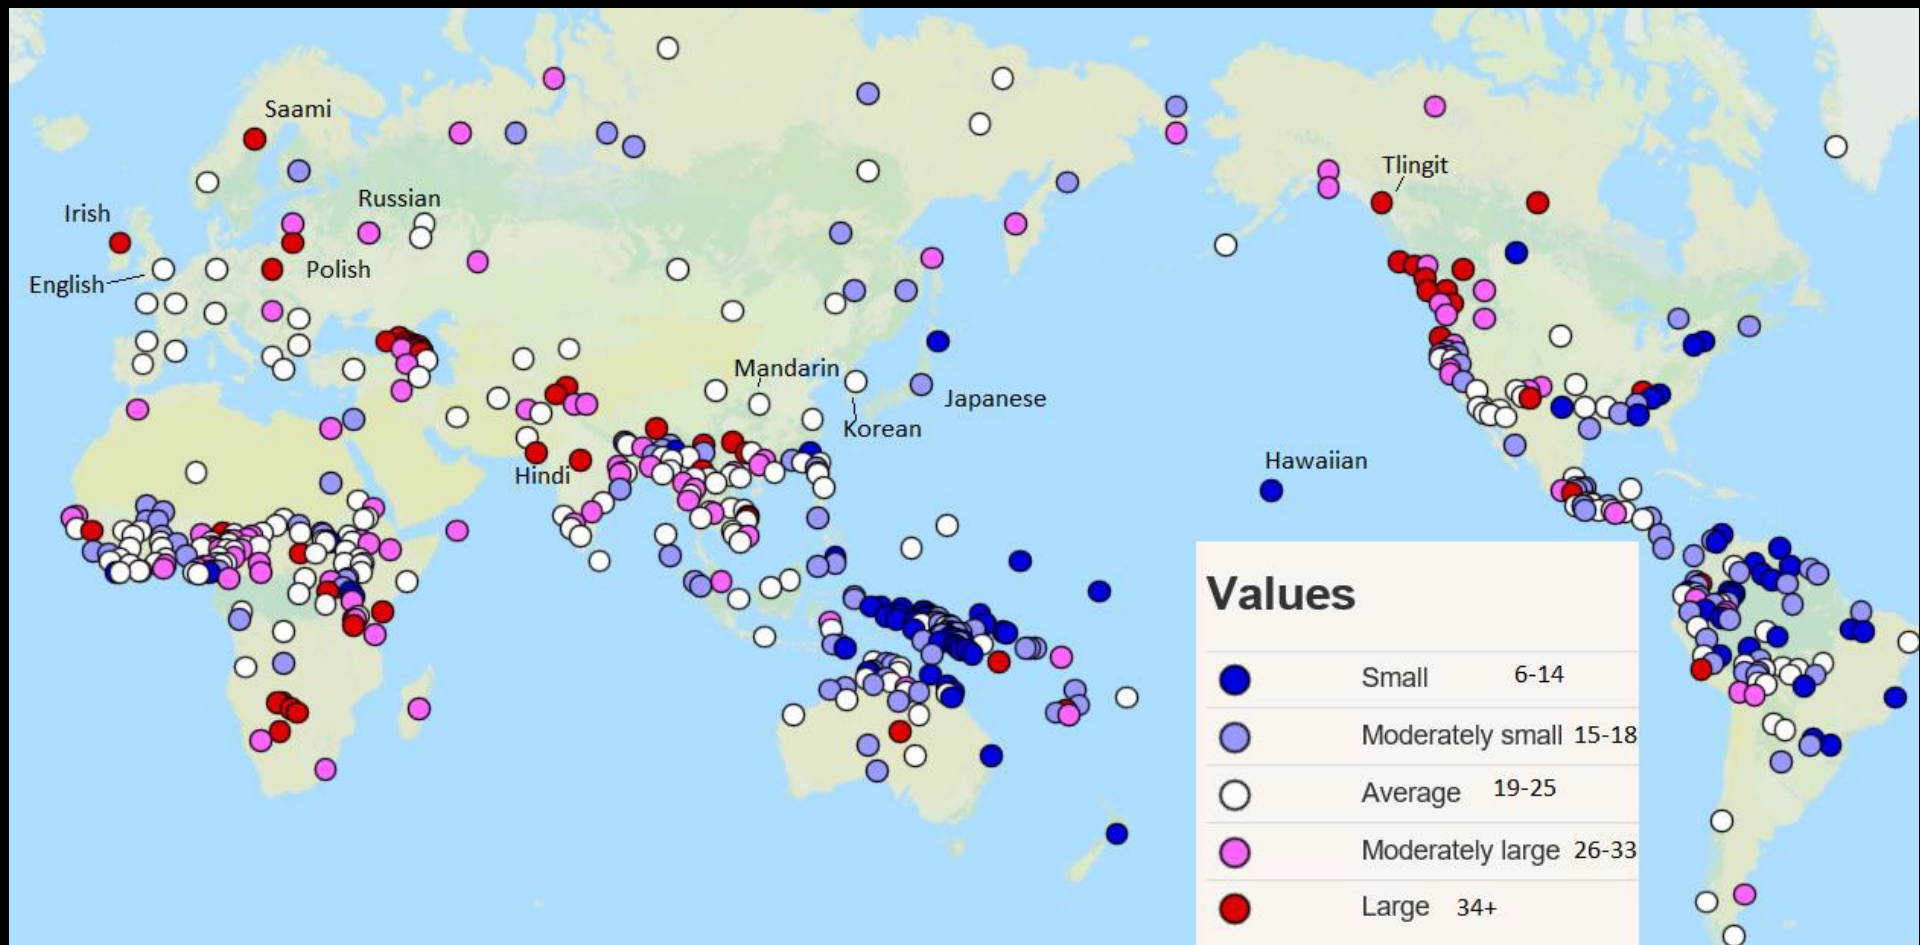 Saami
Tlingit
Russian
Irish
Polish
English
Mandarin
Japanese
Korean
Hawaiian
Hindi
Values
Small 6-14
Moderately small 15-18
Average 19-25
Moderately large 26-33
Large 34+